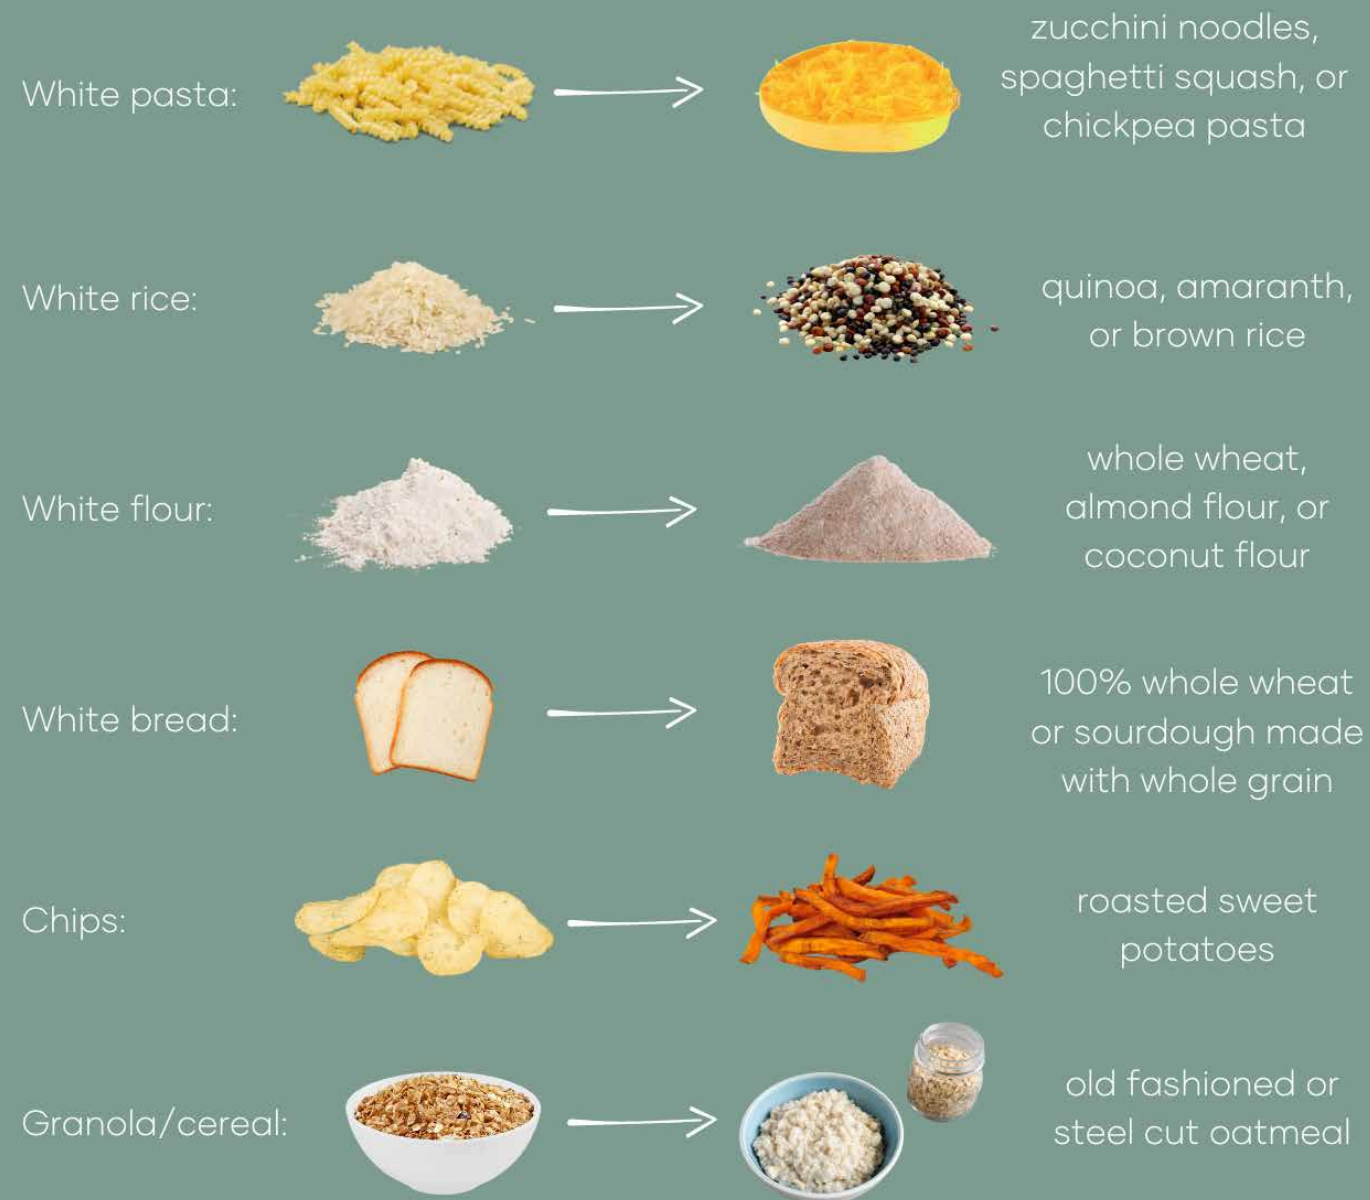 White pasta:
zucchini noodles,
spaghetti squash, or
chickpea pasta
White rice:
quinoa, amaranth,
or brown rice
White flour:
whole wheat,
almond flour, or
coconut flour
White bread:
100% whole wheat
or sourdough made
with whole grain
Chips:
roasted sweet
potatoes
Granola/cereal:
old fashioned or
steel cut oatmeal